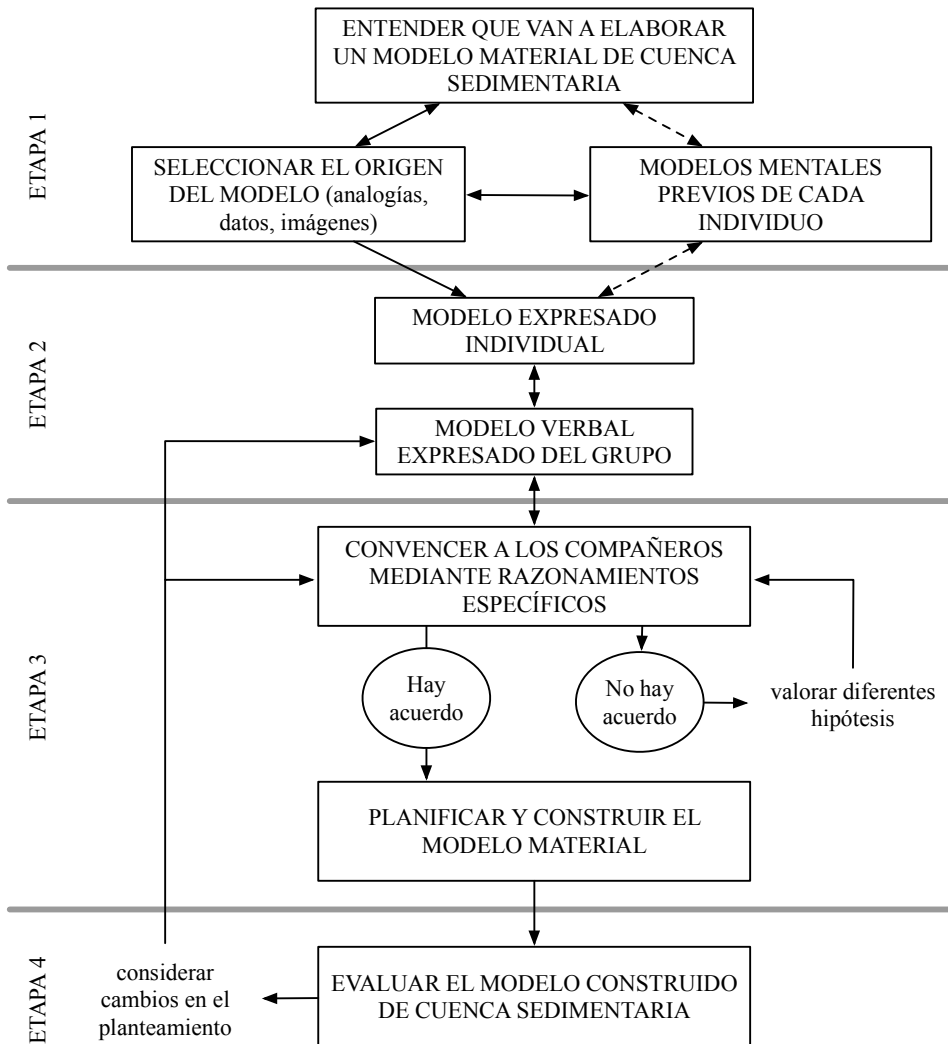 ETAPA 1
ENTENDER QUE VAN A ELABORAR
UN MODELO MATERIAL DE CUENCA
SEDIMENTARIA
SELECCIONAR EL ORIGEN
DEL MODELO (analogías,
datos, imágenes)
MODELOS MENTALES
PREVIOS DE CADA
INDIVIDUO
ETAPA 2
MODELO EXPRESADO
INDIVIDUAL
MODELO VERBAL
EXPRESADO DEL GRUPO
ETAPA 3
CONVENCER A LOS COMPAÑEROS
MEDIANTE RAZONAMIENTOS
ESPECÍFICOS
Hay
acuerdo
No hay
acuerdo
valorar diferentes
hipótesis
PLANIFICAR Y CONSTRUIR EL
MODELO MATERIAL
ETAPA 4
EVALUAR EL MODELO CONSTRUIDO
DE CUENCA SEDIMENTARIA
considerar
cambios en el
planteamiento